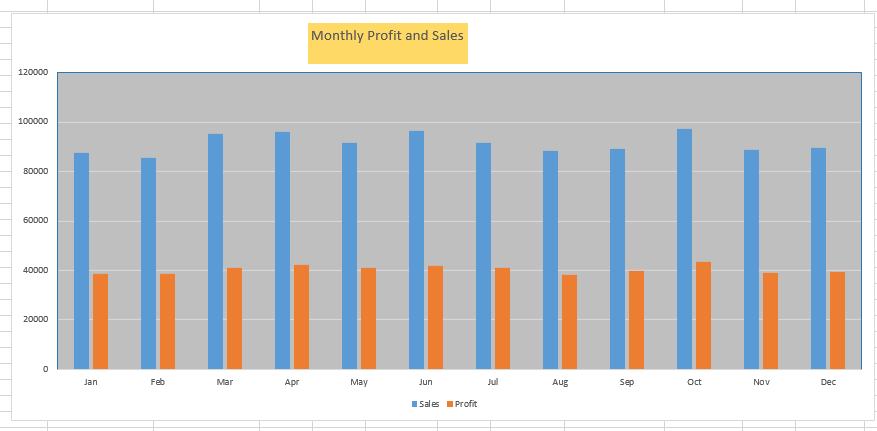 Monthly Profit and Sales
120000
100000
80000
60000
40000
20000
0
Jan Feb Mar Apr May Jun Jul Aug Sep Oct Nov Dec
Sales Profit